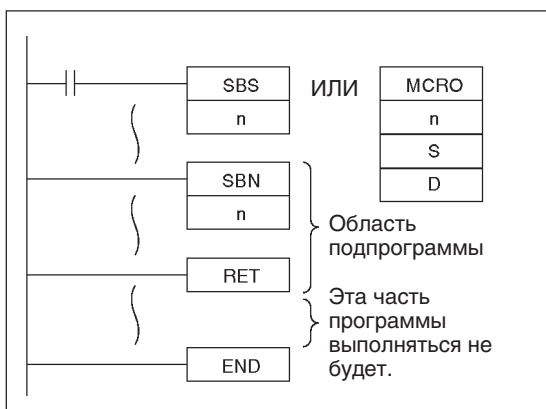 SBS ИЛИ MCRO
n n
S
D
SBN
n
Область
подпрограммы
RET
Эта часть
программы
выполняться не
будет.
END